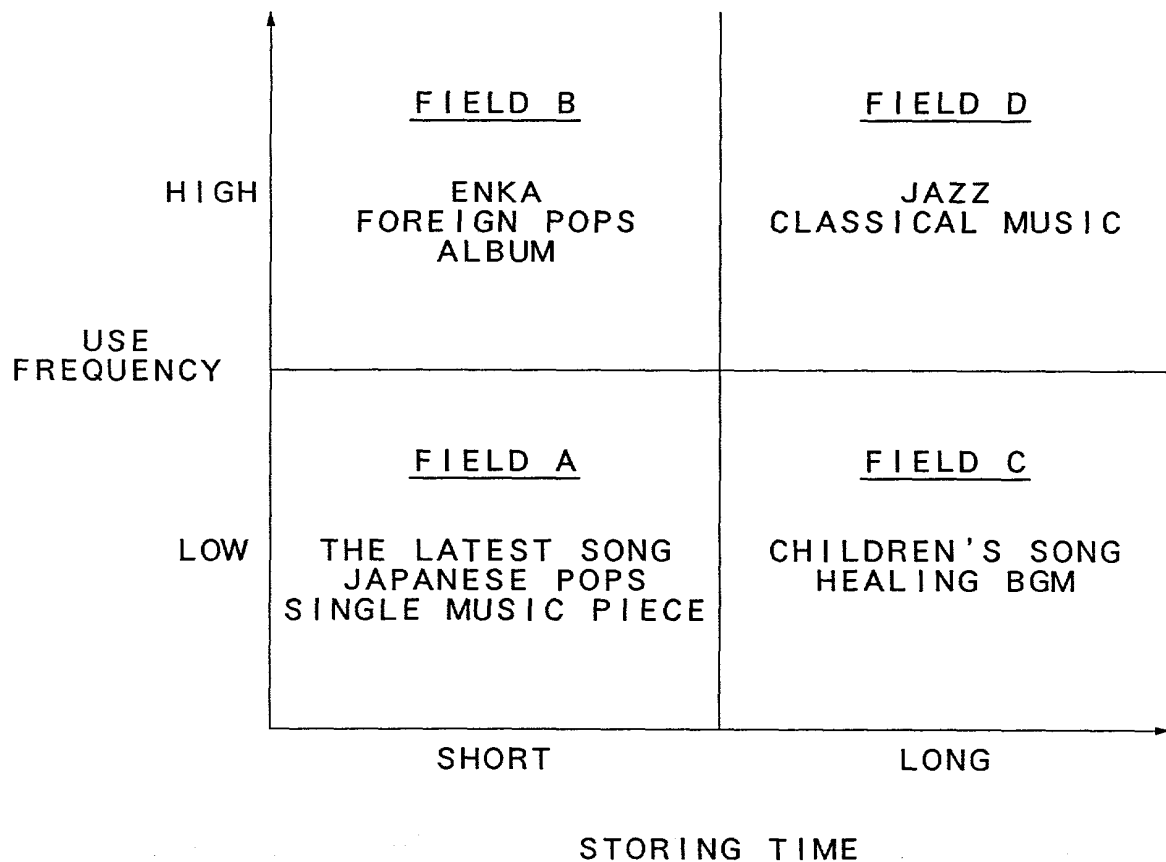 FIELD B
FIELD D
HIGH
ENKA
FOREIGN POPS
ALBUM
JAZZ
CLASSICAL MUSIC
USE
FREQUENCY
FIELD A
FIELD C
LOW
THE LATEST SONG
JAPANESE POPS
SINGLE MUSIC PIECE
CHILDREN'S SONG
HEALING BGM
SHORT
LONG
STORING TIME